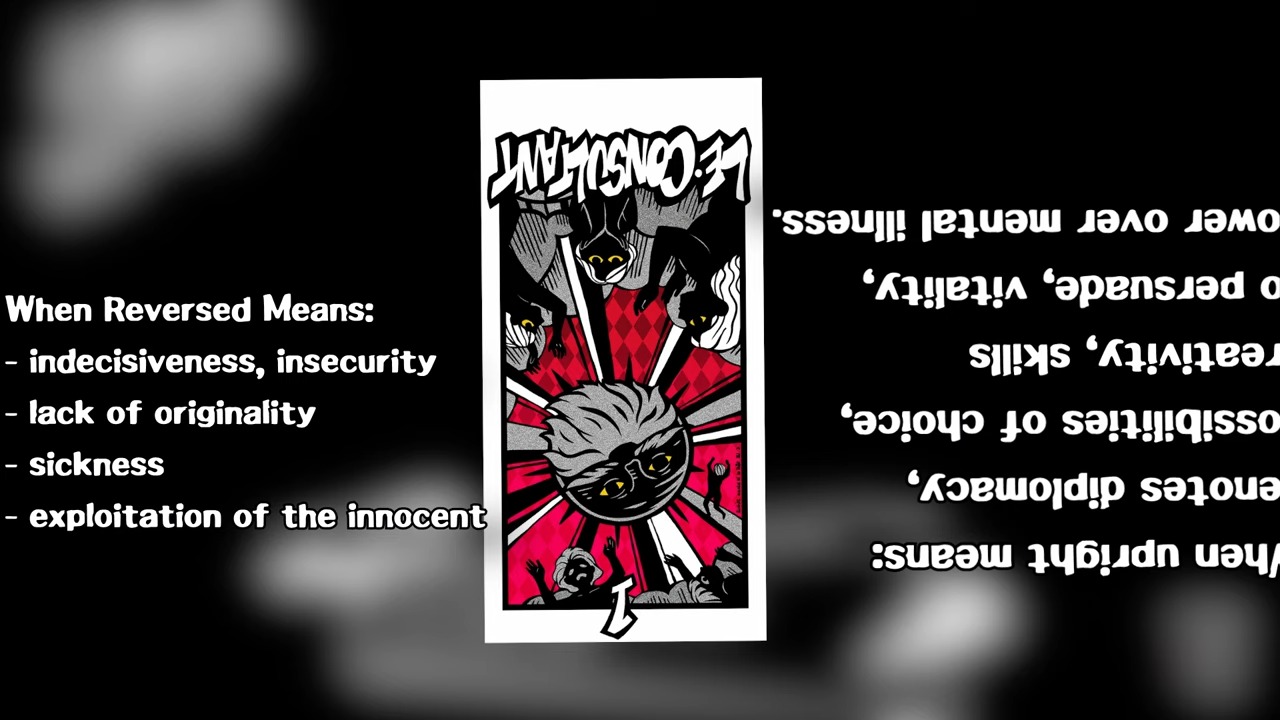 LE·CONSULTANT
When Reversed Means:
- indecisiveness, insecurity
- lack of originality
- sickness
- exploitation of the innocent
1
hen upright means:
enotes diplomacy,
ossibilities of choice,
reativity, skills
o persuade, vitality,
ower over mental illness.